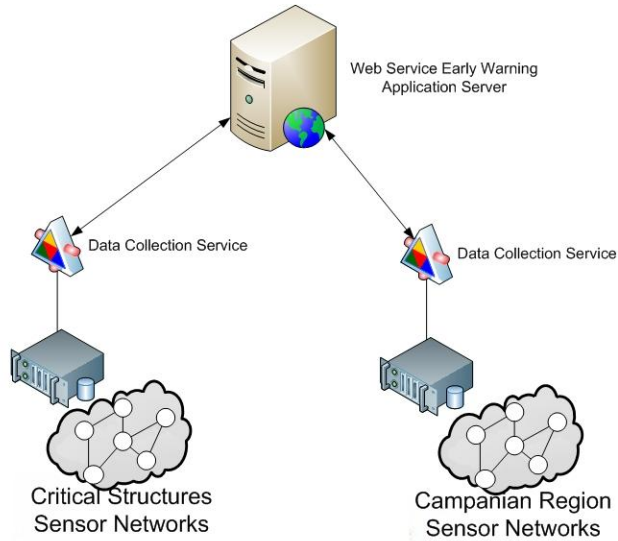 Web Service Early Warning
Application Server
Data Collection Service
Data Collection Service
Critical Structures
Sensor Networks
Campanian Region
Sensor Networks